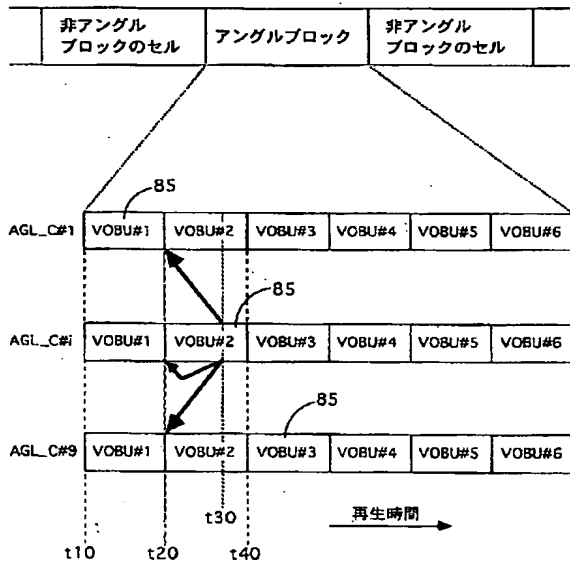 非アングル
ブロックのセル
アングルブロック
非アングル
ブロックのセル
85
AGL_C#1 VOBU#1 VOBU#2 VOBU#3 VOBU#4 VOBU#5 VOBU#6
85
AGL_C#i VOBU#1 VOBU#2 VOBU#3 VOBU#4 VOBU#5 VOBU#6
85
AGL_C#9 VOBU#1 VOBU#2 VOBU#3 VOBU#4 VOBU#5 VOBU#6
t30
再生時間
t10 t20 t40